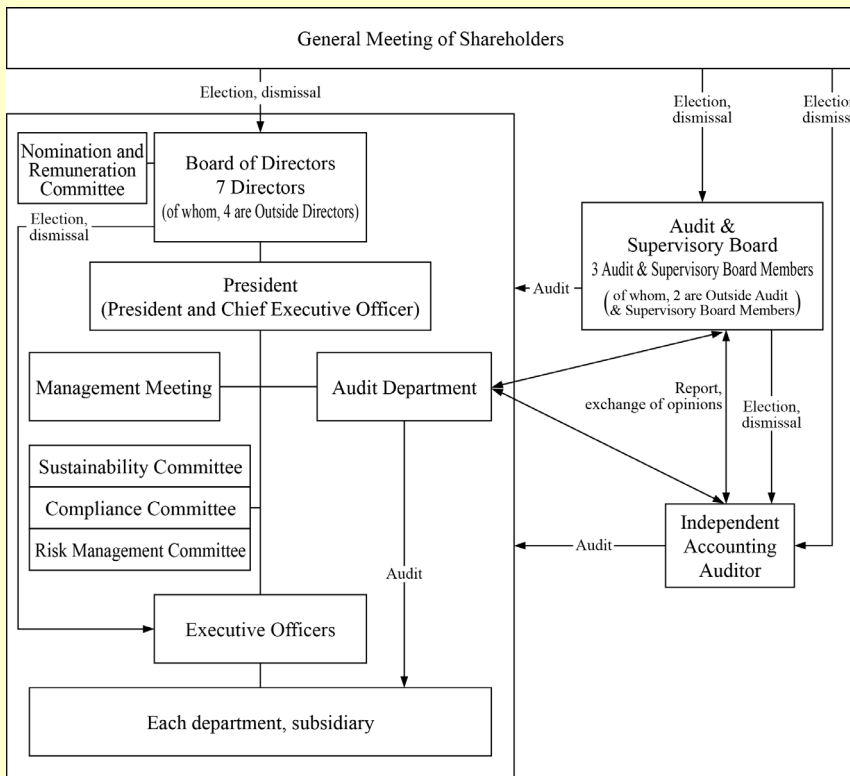 General Meeting of Shareholders
Election, dismissal
Election,
dismissal
Election,
Nomination and
Remuneration
Committee
Board of Directors
7 Directors
(of whom, 4 are Outside Directors)
Election,
dismissal
Audit &
Supervisory Board
3 Audit & Supervisory Board Members
(of whom, 2 are Outside Audit
& Supervisory Board Members)
Audit
President
(President and Chief Executive Officer)
Management Meeting
Audit Department
Report,
exchange of opinions
Election,
dismissal
Sustainability Committee
Compliance Committee
Risk Management Committee
Independent
Accounting
Auditor
Audit
Audit
Executive Officers
Each department, subsidiary